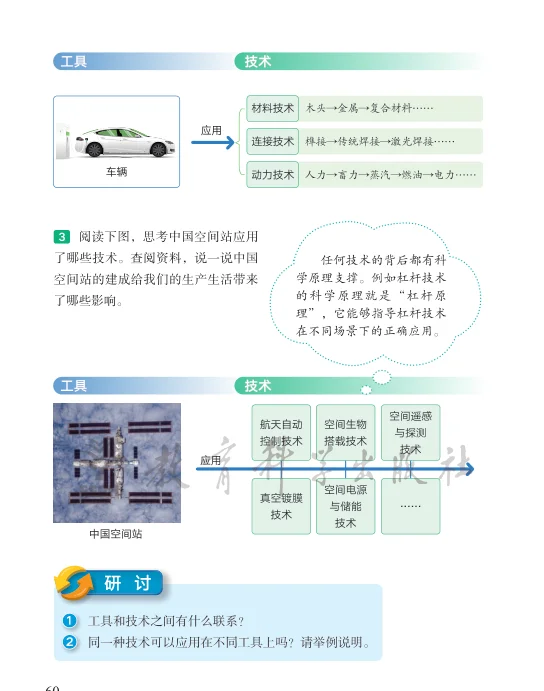 工具
技术
材料技术 木头→金属→复合材料……
应用
连接技术 榫接→传统焊接→激光焊接……
车辆
动力技术 人力→畜力→蒸汽→燃油→电力……
3 阅读下图，思考中国空间站应用
了哪些技术。查阅资料，说一说中国
空间站的建成给我们的生产生活带来
了哪些影响。
任何技术的背后都有科
学原理支撑。例如杠杆技术
的科学原理就是“杠杆原
理”，它能够指导杠杆技术
在不同场景下的正确应用。
工具
技术
航天自动
控制技术
空间生物
搭载技术
空间遥感
与探测
技术
应用
教育科学出版社
真空镀膜
技术
空间电源
与储能
技术
……
中国空间站
研讨
1 工具和技术之间有什么联系？
2 同一种技术可以应用在不同工具上吗？请举例说明。